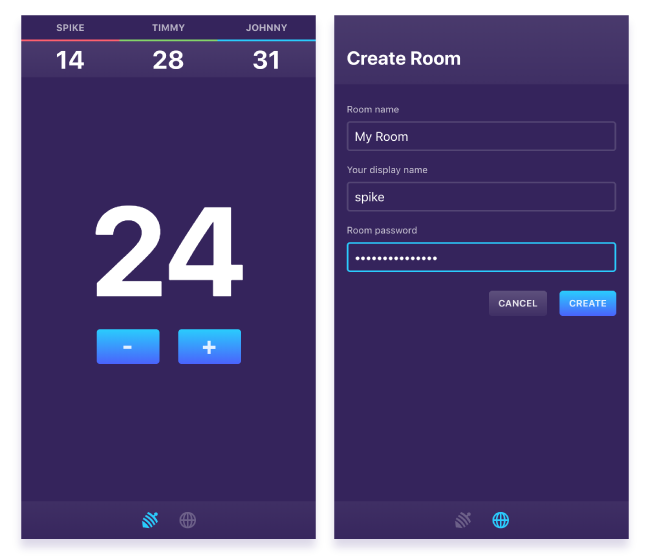 SPIKE TIMMY JOHNNY
14 28 31
24
- +
Create Room
Room name
My Room
Your display name
spike
Room password
•••••••••••••••
CANCEL CREATE